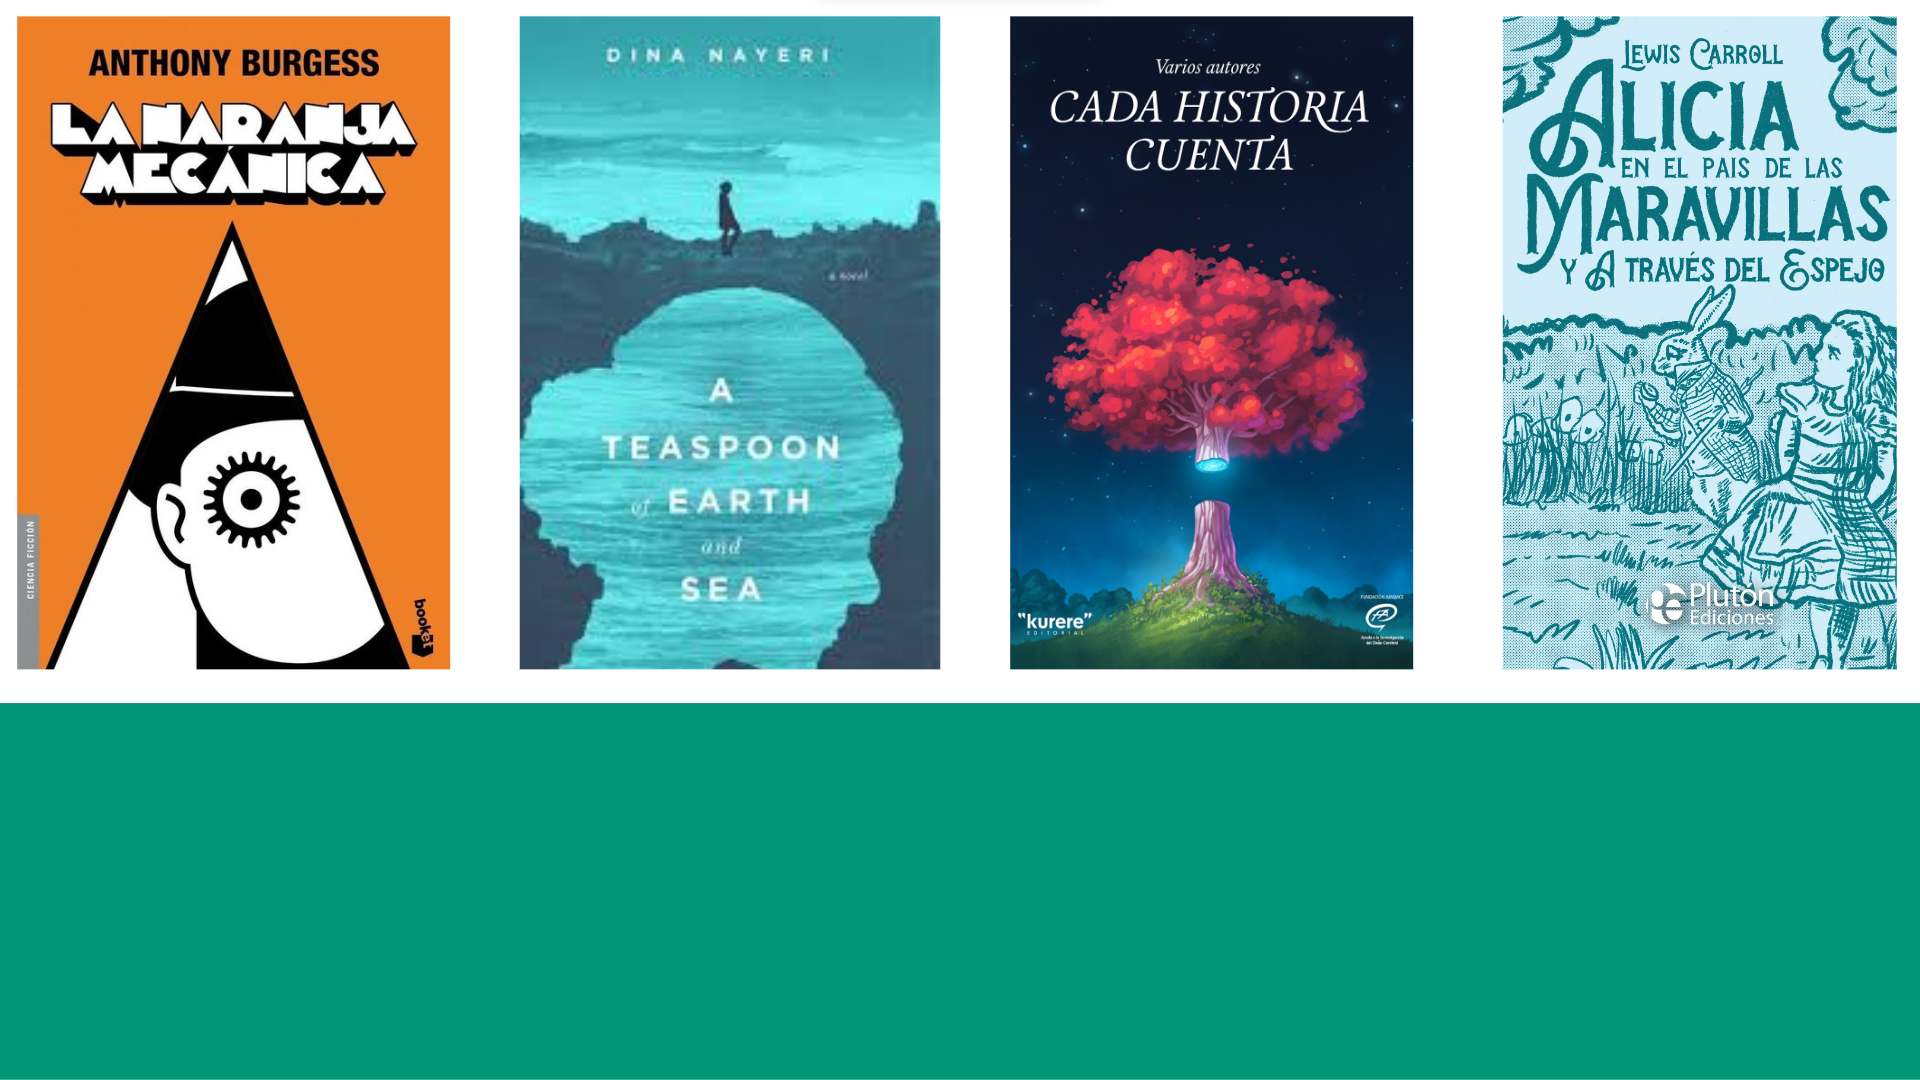 ANTHONY BURGESS
LA NARANJA
MECÁNICA
CIENCIA FICCIÓN
booket
DINA NAYERI
a novel
A
TEASPOON
of EARTH
and
SEA
Varios autores
CADA HISTORIA
CUENTA
"kurere"
EDITORIAL
LEWIS CARROLL
ALICIA
EN EL PAIS DE LAS
MARAVILLAS
Y A TRAVÉS DEL ESPEJO
Plutón
Ediciones